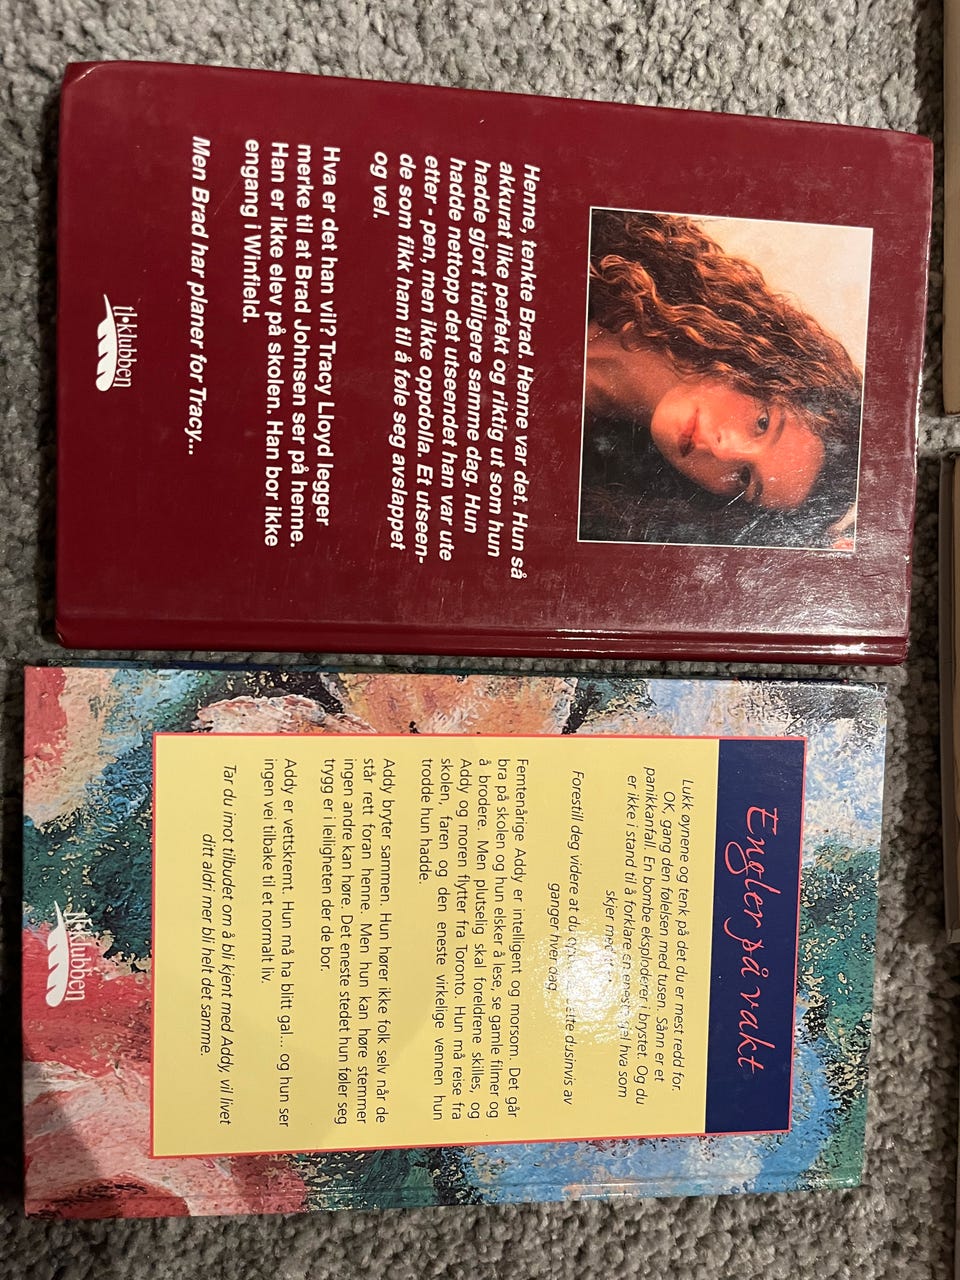 Henne, tenkte Brad. Henne var det. Hun så
akkurat like perfekt og riktig ut som hun
hadde gjort tidligere samme dag. Hun
hadde nettopp det utseendet han var ute
etter - pen, men ikke oppdolla. Et utseen-
de som fikk ham til å føle seg avslappet
og vel.
Hva er det han vil? Tracy Lloyd legger
merke til at Brad Johnsen ser på henne.
Han er ikke elev på skolen. Han bor ikke
engang i Winfield.
Men Brad har planer for Tracy...
tl•klubben
Engler på vakt
Lukk øynene og tenk på det du er mest redd for.
OK, gang den følelsen med tusen. Sånn er et
panikkanfall. En bombe eksploderer i brystet. Og du
er ikke i stand til å forklare en eneste sjel hva som
skjer med
Forestill deg videre at du dette dusinvis av
ganger hver dag
Femtenårige Addy er intelligent og morsom. Det går
bra på skolen og hun elsker å lese, se gamle filmer og
å brodere. Men plutselig skal foreldrene skilles, og
Addy og moren flytter fra Toronto. Hun må reise fra
skolen, faren og den eneste virkelige vennen hun
trodde hun hadde.
Addy bryter sammen. Hun hører ikke folk selv når de
står rett foran henne. Men hun kan høre stemmer
ingen andre kan høre. Det eneste stedet hun føler seg
trygg er i leiligheten der de bor.
Addy er vettskremt. Hun må ha blitt gal... og hun ser
ingen vei tilbake til et normalt liv.
Tar du imot tilbudet om å bli kjent med Addy, vil livet
ditt aldri mer bli helt det samme.
tl•klubben